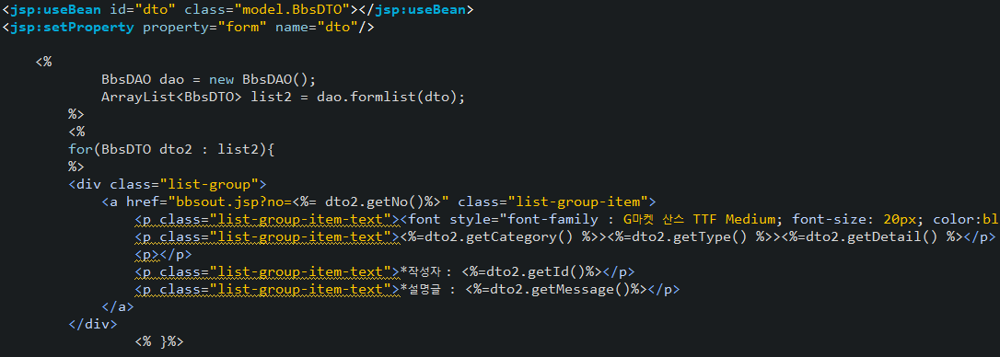 <jsp:useBean id="dto" class="model.BbsDTO"></jsp:useBean>
<jsp:setProperty property="form" name="dto"/>
<%
BbsDAO dao = new BbsDAO();
ArrayList<BbsDTO> list2 = dao.formlist(dto);
%>
<%
for(BbsDTO dto2 : list2){
%>
<div class="list-group">
<a href="bbsout.jsp?no=<%= dto2.getNo()%>" class="list-group-item">
<p class="list-group-item-text"><font style="font-family : G마켓 산스 TTF Medium; font-size: 20px; color:bl
<p class="list-group-item-text"><%=dto2.getCategory() %>><%=dto2.getType() %>><%=dto2.getDetail() %></p>
<p></p>
<p class="list-group-item-text">*작성자 : <%=dto2.getId()%></p>
<p class="list-group-item-text">*설명글 : <%=dto2.getMessage()%></p>
</a>
</div>
<% }%>